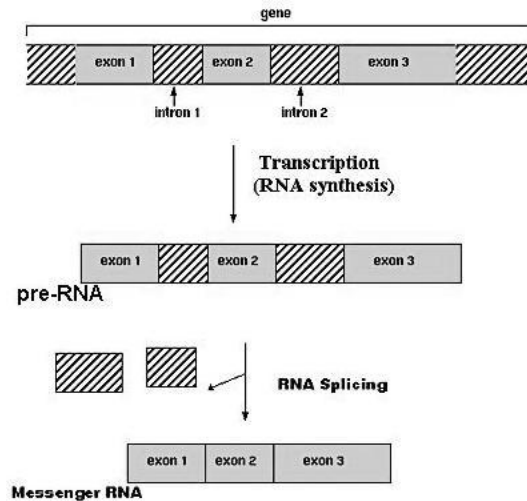 gene
exon 1 exon 2 exon 3
intron 1 intron 2
Transcription
(RNA synthesis)
exon 1 exon 2 exon 3
pre-RNA
RNA Splicing
exon 1 exon 2 exon 3
Messenger RNA